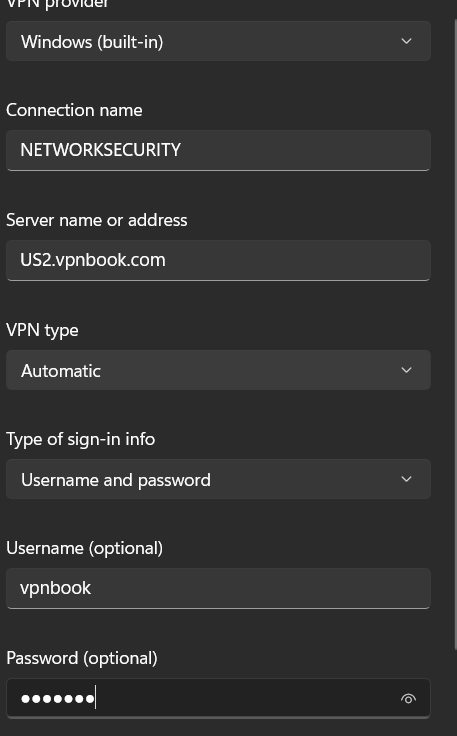 VPN provider
Windows (built-in)
Connection name
NETWORKSECURITY
Server name or address
US2.vpnbook.com
VPN type
Automatic
Type of sign-in info
Username and password
Username (optional)
vpnbook
Password (optional)
●●●●●●●